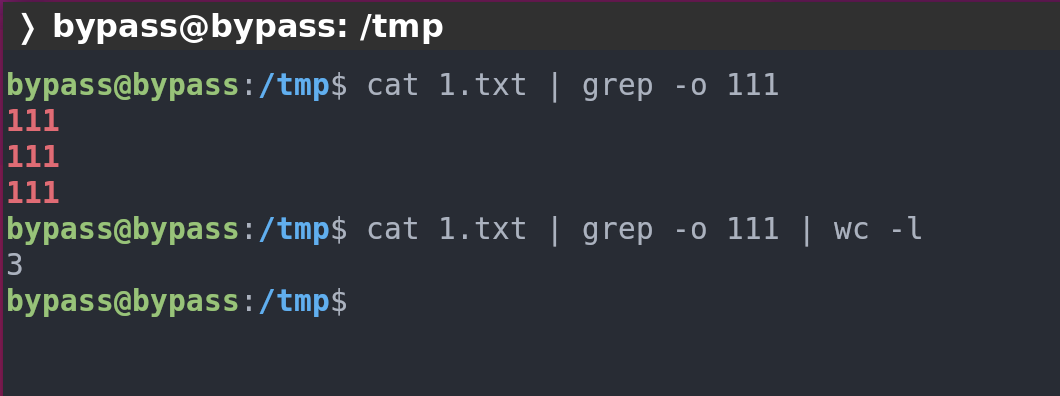 ❭ bypass@bypass: /tmp
bypass@bypass:/tmp$ cat 1.txt | grep -o 111
111
111
111
bypass@bypass:/tmp$ cat 1.txt | grep -o 111 | wc -l
3
bypass@bypass:/tmp$